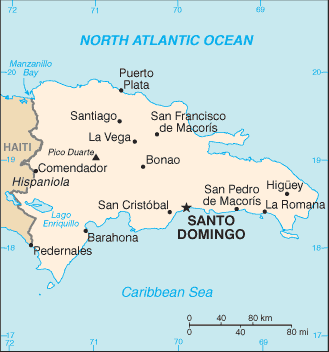 72
71
70
69
NORTH ATLANTIC OCEAN
Manzanillo
Bay
20
20
Puerto
Plata
Santiago
San Francisco
de Macorís
La Vega
HAITI
Pico Duarte
19
19
Bonao
Comendador
Hispaniola
Higüey
San Pedro
de Macorís
La Romana
San Cristóbal
Lago
Enriquillo
SANTO
DOMINGO
Barahona
18
18
Pedernales
Caribbean Sea
0 40 80 km
0 40 80 mi
72
71
70
69